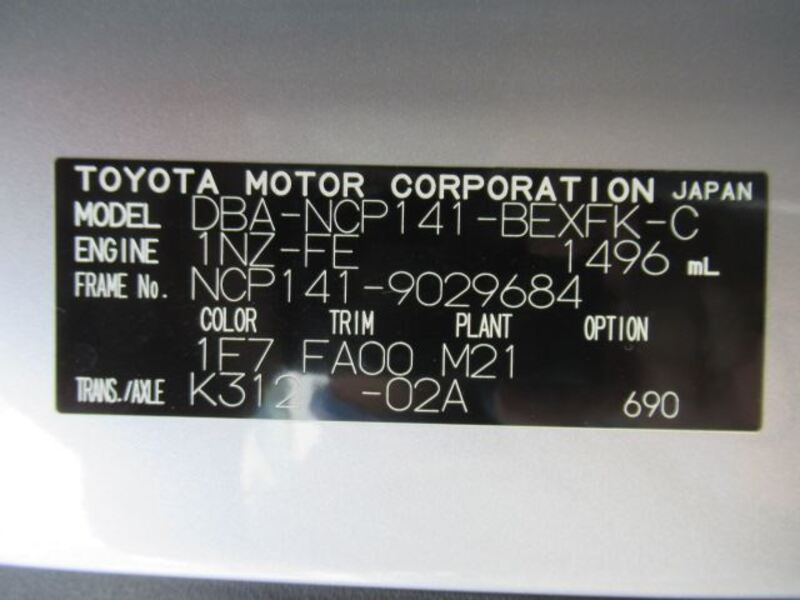 TOYOTA MOTOR CORPORATION JAPAN
MODEL DBA-NCP141-BEXFK-C
ENGINE 1NZ-FE 1496 mL
FRAME No. NCP141-9029684
COLOR TRIM PLANT OPTION
1F7 FA00 M21
TRANS./AXLE K312 -02A 690